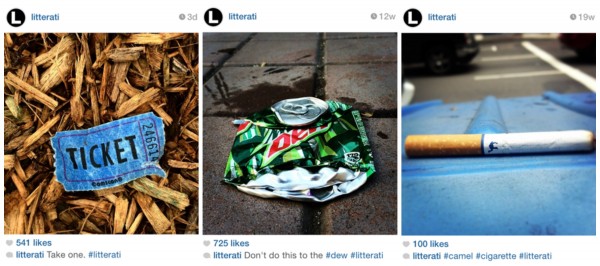 L litterati 3d
TICKET
24661
541 likes
litterati Take one. #litterati
L litterati 12w
DEW
725 likes
litterati Don't do this to the #dew #litterati
L litterati 19w
100 likes
litterati #camel #cigarette #litterati